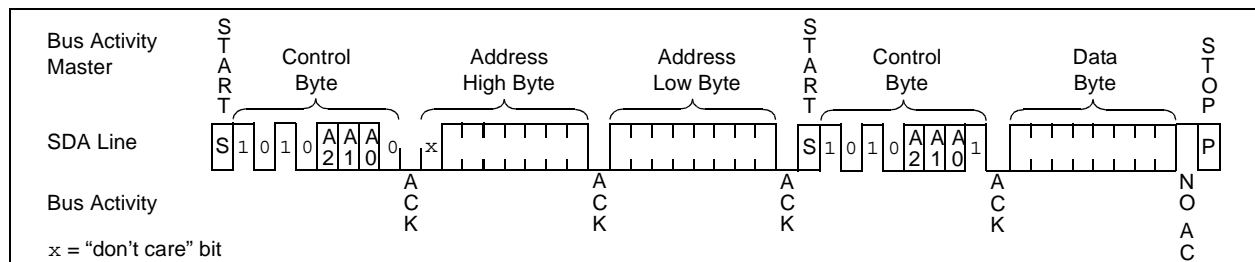 Bus Activity
Master
START
Control
Byte
Address
High Byte
Address
Low Byte
START
Control
Byte
Data
Byte
STOP
SDA Line
S 1 0 1 0 A2 A1 A0 0 x S 1 0 1 0 A2 A1 A0 1 P
Bus Activity
ACK
ACK
ACK
ACK
NO AC
x = “don’t care” bit